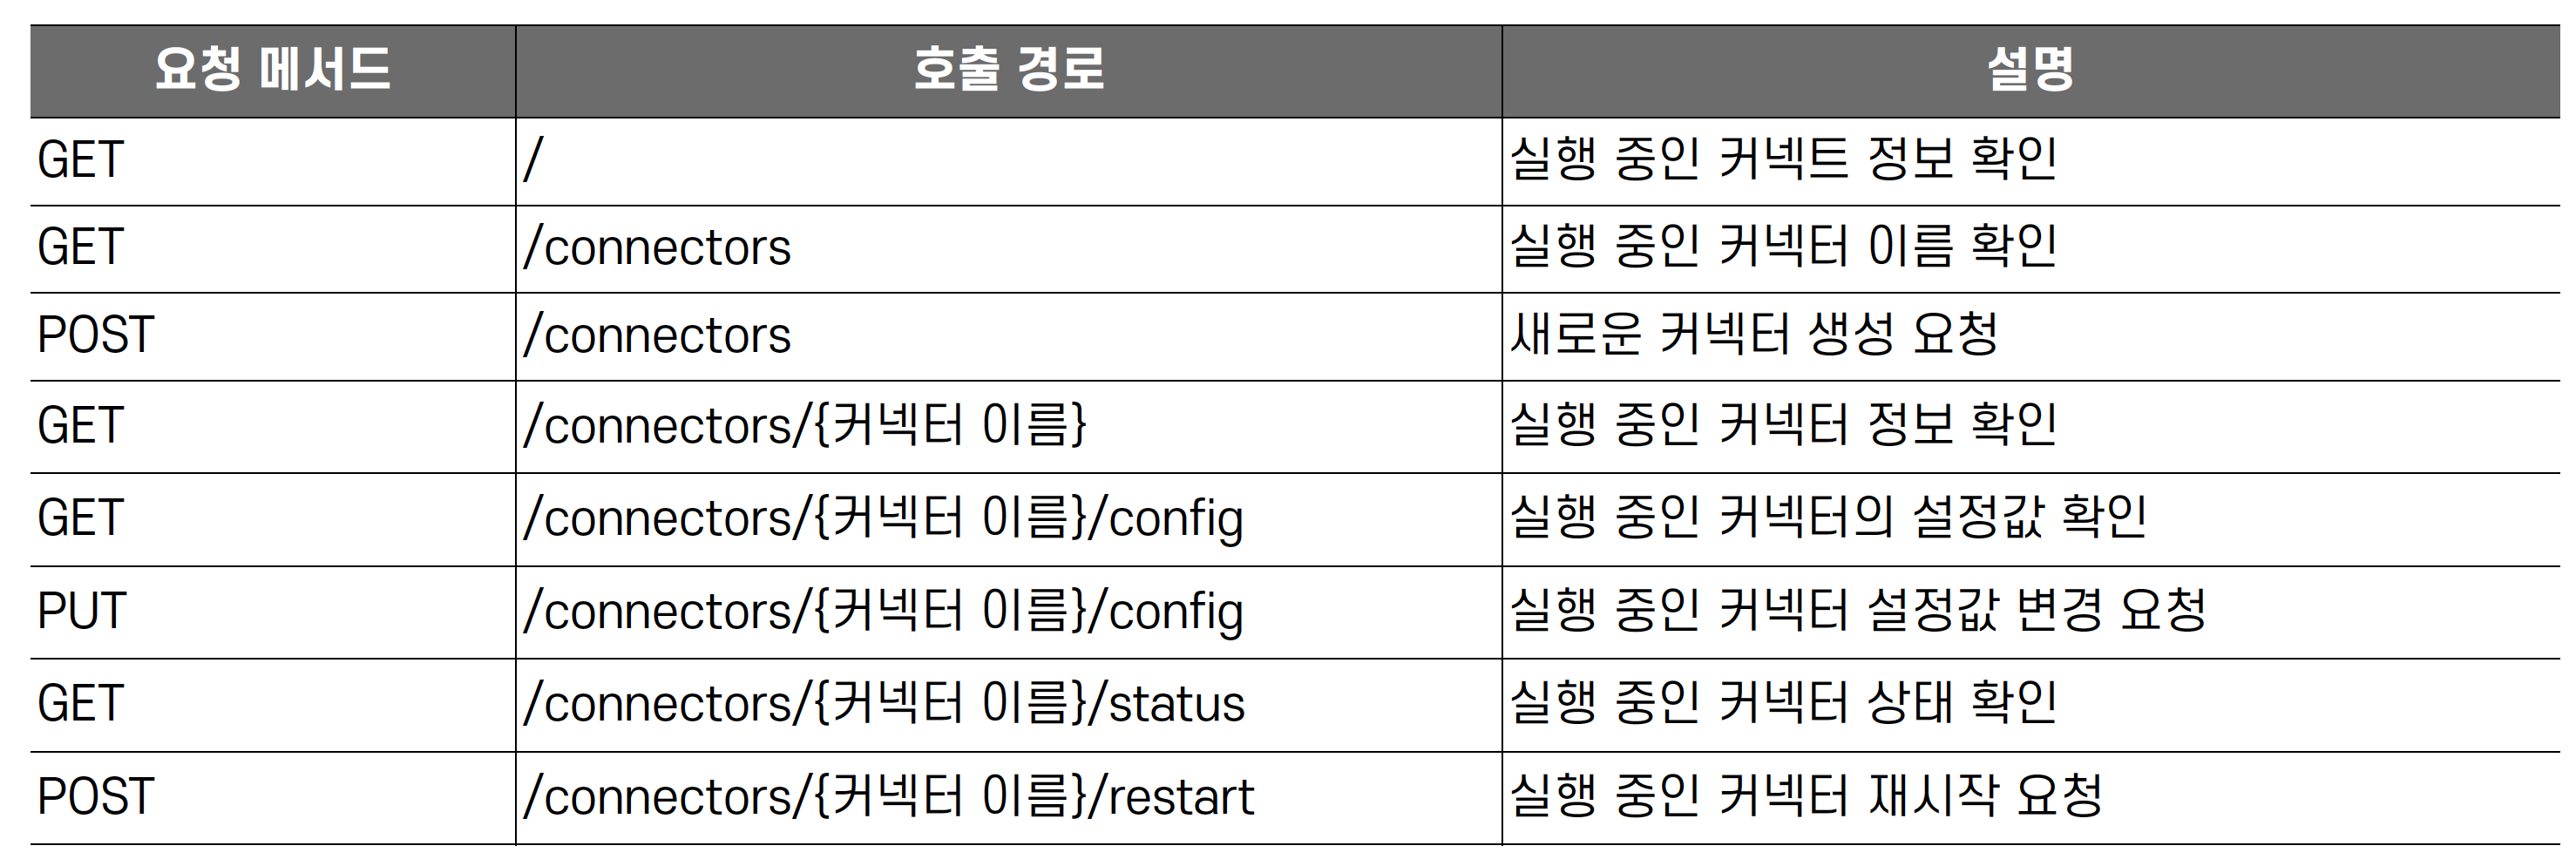 요청 메서드 호출 경로 설명
GET / 실행 중인 커넥트 정보 확인
GET /connectors 실행 중인 커넥터 이름 확인
POST /connectors 새로운 커넥터 생성 요청
GET /connectors/{커넥터 이름} 실행 중인 커넥터 정보 확인
GET /connectors/{커넥터 이름}/config 실행 중인 커넥터의 설정값 확인
PUT /connectors/{커넥터 이름}/config 실행 중인 커넥터 설정값 변경 요청
GET /connectors/{커넥터 이름}/status 실행 중인 커넥터 상태 확인
POST /connectors/{커넥터 이름}/restart 실행 중인 커넥터 재시작 요청